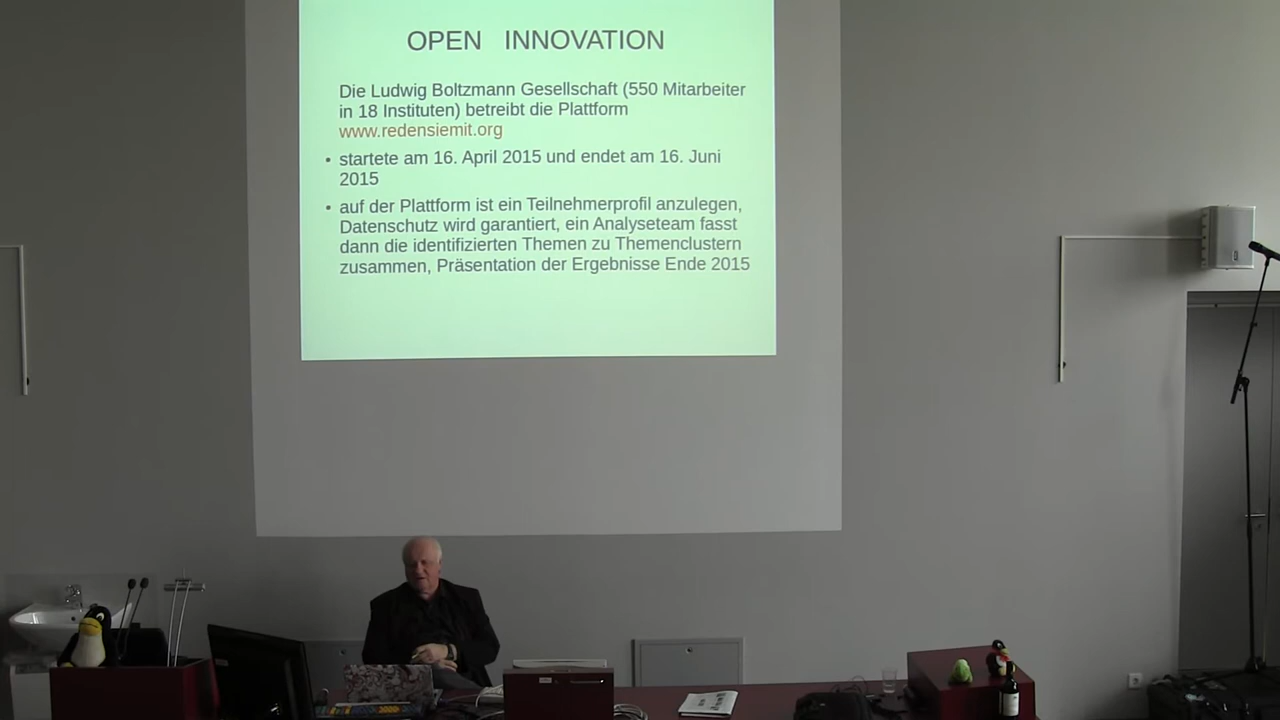 OPEN INNOVATION
Die Ludwig Boltzmann Gesellschaft (550 Mitarbeiter
in 18 Instituten) betreibt die Plattform
www.redensiemit.org
• startete am 16. April 2015 und endet am 16. Juni
2015
• auf der Plattform ist ein Teilnehmerprofil anzulegen,
Datenschutz wird garantiert, ein Analyseteam fasst
dann die identifizierten Themen zu Themenclustern
zusammen, Präsentation der Ergebnisse Ende 2015